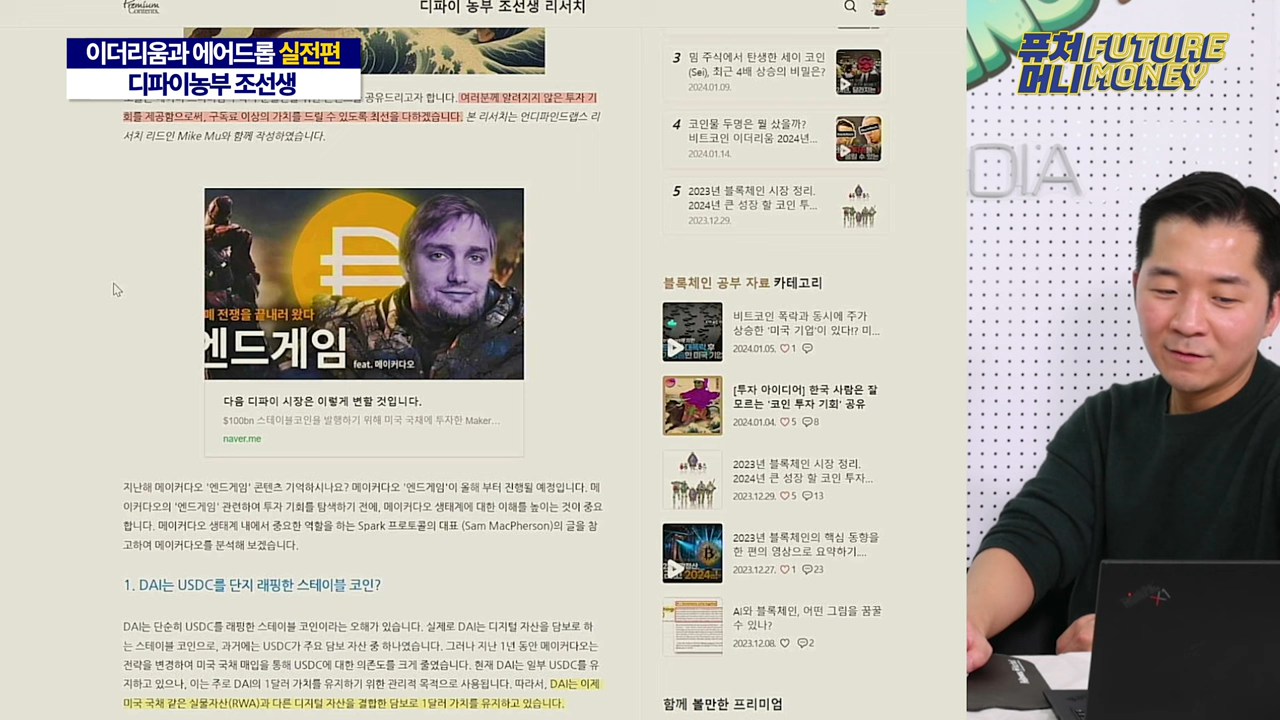 Premium
Contents.
디파이 농부 조선생 리서치
이더리움과 에어드롭 실전편
디파이농부 조선생
퓨처머니
FUTURE
MONEY
공유드리고자 합니다. 여러분께 알려지지 않은 투자 기
회를 제공함으로써, 구독료 이상의 가치를 드릴 수 있도록 최선을 다하겠습니다. 본 리서치는 언디파인드랩스 리
서치 리드인 Mike Mu와 함께 작성하였습니다.
전쟁을 끝내러 왔다
엔드게임 feat. 메이커다오
다음 디파이 시장은 이렇게 변할 것입니다.
$100bn 스테이블코인을 발행하기 위해 미국 국채에 투자한 Maker...
naver.me
지난해 메이커다오 '엔드게임' 콘텐츠 기억하시나요? 메이커다오 '엔드게임'이 올해 부터 진행될 예정입니다. 메
이커다오의 '엔드게임' 관련하여 투자 기회를 탐색하기 전에, 메이커다오 생태계에 대한 이해를 높이는 것이 중요
합니다. 메이커다오 생태계 내에서 중요한 역할을 하는 Spark 프로토콜의 대표 (Sam MacPherson)의 글을 참
고하여 메이커다오를 분석해 보겠습니다.
1. DAI는 USDC를 단지 래핑한 스테이블 코인?
DAI는 단순히 USDC를 래핑한 스테이블 코인이라는 오해가 있습니다. 실제로 DAI는 디지털 자산을 담보로 하
는 스테이블 코인으로, 과거에는 USDC가 주요 담보 자산 중 하나였습니다. 그러나 지난 1년 동안 메이커다오는
전략을 변경하여 미국 국채 매입을 통해 USDC에 대한 의존도를 크게 줄였습니다. 현재 DAI는 일부 USDC를 유
지하고 있으나, 이는 주로 DAI의 1달러 가치를 유지하기 위한 관리적 목적으로 사용됩니다. 따라서, DAI는 이제
미국 국채 같은 실물자산(RWA)과 다른 디지털 자산을 결합한 담보로 1달러 가치를 유지하고 있습니다.
3 밈 주식에서 탄생한 세이 코인
(Sei), 최근 4배 상승의 비밀은?
2024.01.09.
4 코인물 두명은 뭘 샀을까?
비트코인 이더리움 2024년...
2024.01.14.
5 2023년 블록체인 시장 정리.
2024년 큰 성장 할 코인 투...
2023.12.29.
블록체인 공부 자료 카테고리
비트코인 폭락과 동시에 주가
상승한 '미국 기업'이 있다!? 미...
2024.01.05. 1
[투자 아이디어] 한국 사람은 잘
모르는 '코인 투자 기회' 공유
2024.01.04. 5 8
2023년 블록체인 시장 정리.
2024년 큰 성장 할 코인 투자...
2023.12.29. 5 13
2023년 블록체인의 핵심 동향을
한 편의 영상으로 요약하기....
2023.12.27. 1 23
AI와 블록체인, 어떤 그림을 꿈꿀
수 있나?
2023.12.08. 2
함께 볼만한 프리미엄
DIA